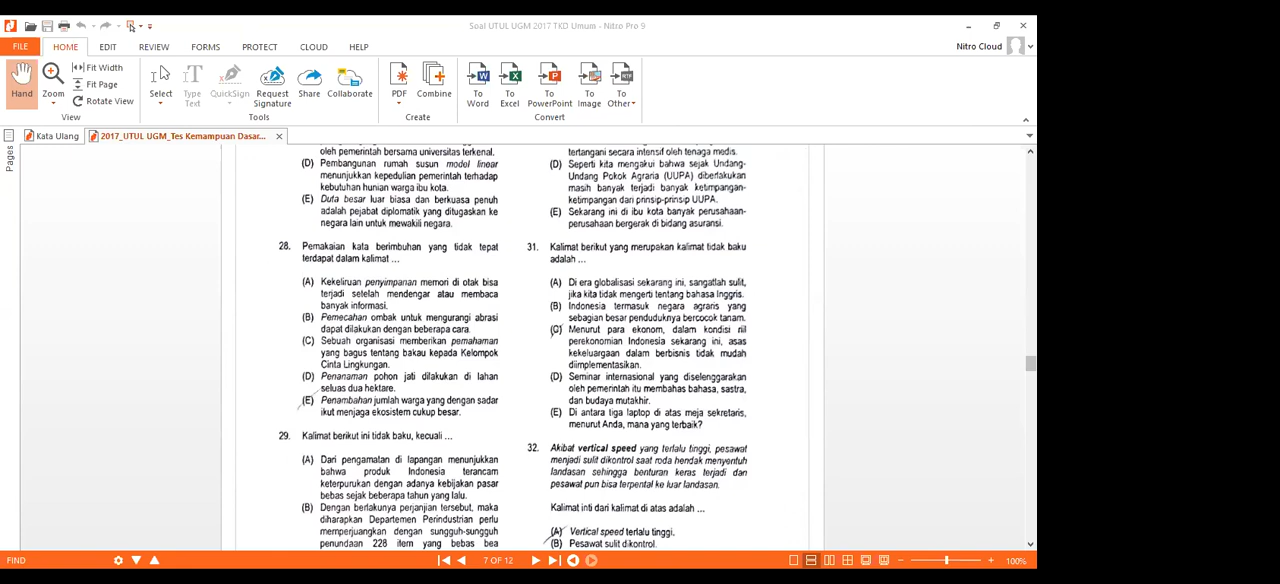 Soal UTUL UGM 2017 TKD Umum - Nitro Pro 9
FILE HOME EDIT REVIEW FORMS PROTECT CLOUD HELP
Nitro Cloud
Hand
Zoom
Fit Width
Fit Page
Rotate View
View
Select
Type Text
QuickSign
Request Signature
Share
Collaborate
Tools
PDF
Combine
Create
To Word
To Excel
To PowerPoint
To Image
To Other
Convert
Kata Ulang
2017_UTUL UGM_Tes Kemampuan Dasar...
Pages
oleh pemerintah bersama universitas terkenal.
(D) Pembangunan rumah susun model linear
menunjukkan kepedulian pemerintah terhadap
kebutuhan hunian warga ibu kota.
(E) Duta besar luar biasa dan berkuasa penuh
adalah pejabat diplomatik yang ditugaskan ke
negara lain untuk mewakili negara.
28. Pemakaian kata berimbuhan yang tidak tepat
terdapat dalam kalimat ...
(A) Kekeliruan penyimpanan memori di otak bisa
terjadi setelah mendengar atau membaca
banyak informasi.
(B) Pemecahan ombak untuk mengurangi abrasi
dapat dilakukan dengan beberapa cara.
(C) Sebuah organisasi memberikan pemahaman
yang bagus tentang bakau kepada Kelompok
Cinta Lingkungan.
(D) Penanaman pohon jati dilakukan di lahan
seluas dua hektare.
(E) Penambahan jumlah warga yang dengan sadar
ikut menjaga ekosistem cukup besar.
29. Kalimat berikut ini tidak baku, kecuali ...
(A) Dari pengamatan di lapangan menunjukkan
bahwa produk Indonesia terancam
keterpurukan dengan adanya kebijakan pasar
bebas sejak beberapa tahun yang lalu.
(B) Dengan berlakunya perjanjian tersebut, maka
diharapkan Departemen Perindustrian perlu
memperjuangkan dengan sungguh-sungguh
penundaan 228 item yang bebas bea
tertangani secara intensif oleh tenaga medis.
(D) Seperti kita mengakui bahwa sejak Undang-
Undang Pokok Agraria (UUPA) diberlakukan
masih banyak terjadi banyak ketimpangan-
ketimpangan dari prinsip-prinsip UUPA.
(E) Sekarang ini di ibu kota banyak perusahaan-
perusahaan bergerak di bidang asuransi.
31. Kalimat berikut yang merupakan kalimat tidak baku
adalah ...
(A) Di era globalisasi sekarang ini, sangatlah sulit,
jika kita tidak mengerti tentang bahasa Inggris.
(B) Indonesia termasuk negara agraris yang
sebagian besar penduduknya bercocok tanam.
(C) Menurut para ekonom, dalam kondisi riil
perekonomian Indonesia sekarang ini, asas
kekeluargaan dalam berbisnis tidak mudah
diimplementasikan.
(D) Seminar internasional yang diselenggarakan
oleh pemerintah itu membahas bahasa, sastra,
dan budaya mutakhir.
(E) Di antara tiga laptop di atas meja sekretaris,
menurut Anda, mana yang terbaik?
32. Akibat vertical speed yang terlalu tinggi, pesawat
menjadi sulit dikontrol saat roda hendak menyentuh
landasan sehingga benturan keras terjadi dan
pesawat pun bisa terpental ke luar landasan.
Kalimat inti dari kalimat di atas adalah ...
(A) Vertical speed terlalu tinggi.
(B) Pesawat sulit dikontrol.
FIND
7 OF 12
100%